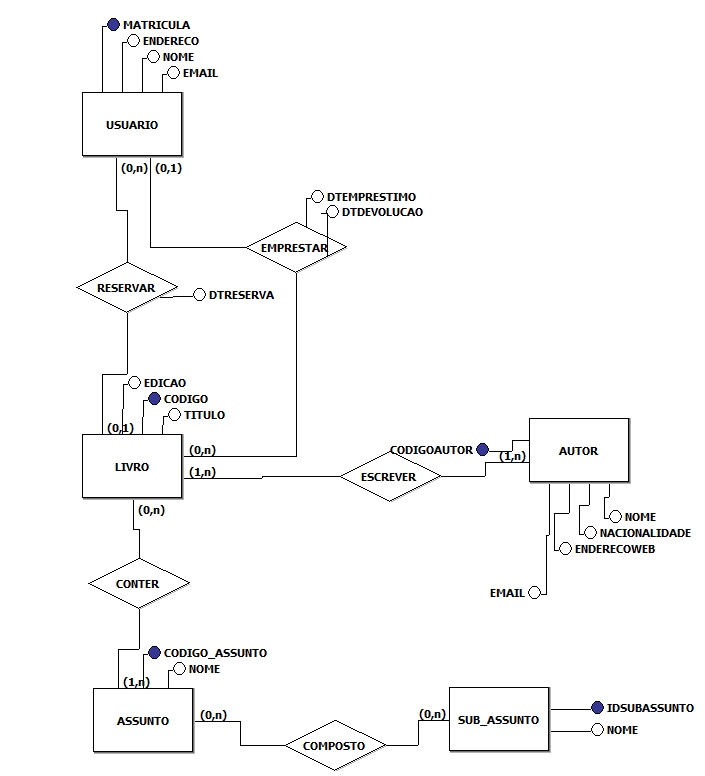 MATRICULA
ENDERECO
NOME
EMAIL
USUARIO
(0,n) (0,1)
DTEMPRESTIMO
DTDEVOLUCAO
EMPRESTAR
RESERVAR
DTRESERVA
EDICAO
CODIGO
TITULO
(0,1)
LIVRO
(0,n)
(1,n)
CODIGOAUTOR
(1,n)
AUTOR
ESCREVER
NOME
NACIONALIDADE
ENDERECOWEB
EMAIL
(0,n)
CONTER
CODIGO_ASSUNTO
NOME
(1,n)
ASSUNTO
(0,n)
COMPOSTO
(0,n)
SUB_ASSUNTO
IDSUBASSUNTO
NOME